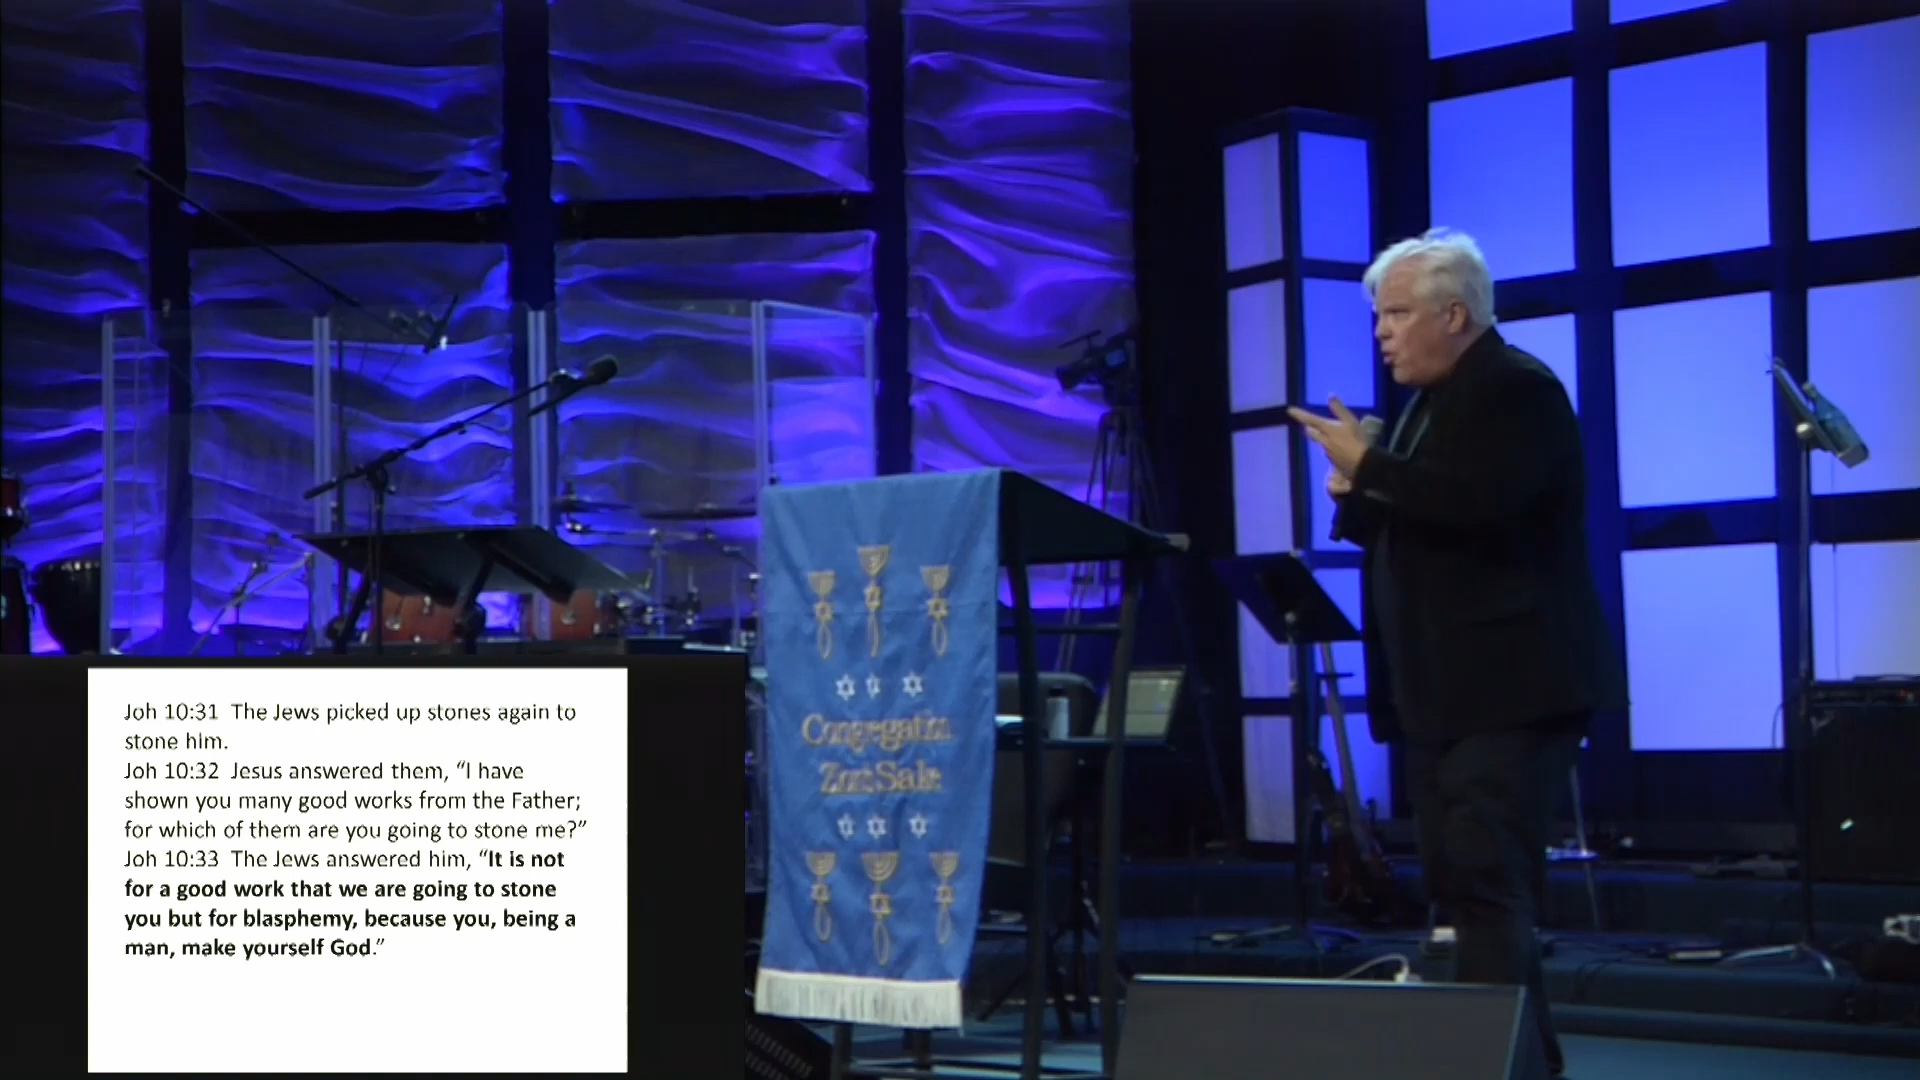 Joh 10:31  The Jews picked up stones again to
stone him.
Joh 10:32  Jesus answered them, “I have
shown you many good works from the Father;
for which of them are you going to stone me?”
Joh 10:33  The Jews answered him, “It is not
for a good work that we are going to stone
you but for blasphemy, because you, being a
man, make yourself God.”
Congregation